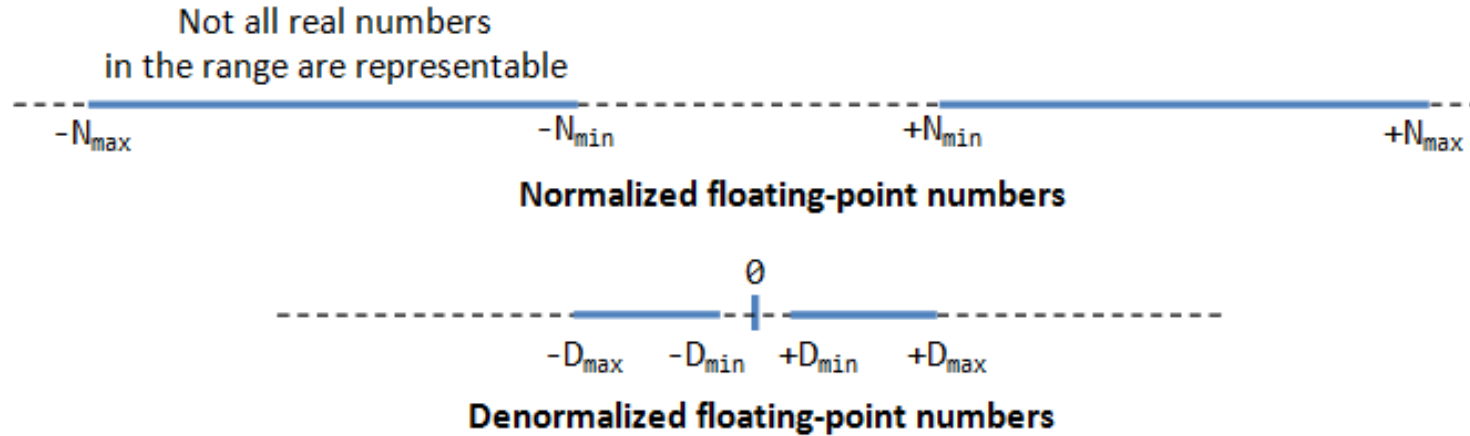 Not all real numbers
in the range are representable
-Nmax -Nmin +Nmin +Nmax
Normalized floating-point numbers
0
-Dmax -Dmin +Dmin +Dmax
Denormalized floating-point numbers